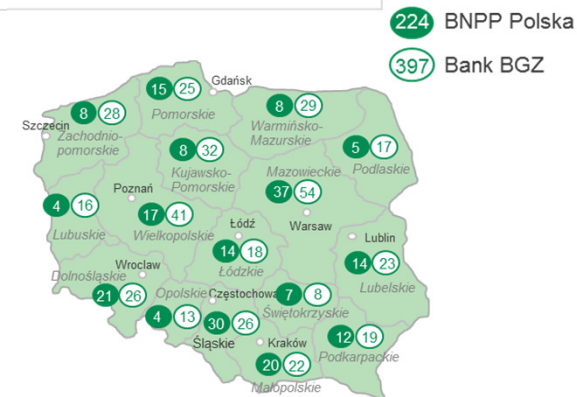 224 BNPP Polska
397 Bank BGZ
Gdańsk
15 25
Pomorskie
8 28
8 29
Szczecin
Zachodnio-
pomorskie
Warmińsko-
Mazurskie
8 32
5 17
Kujawsko-
Pomorskie
Mazowieckie
Podlaskie
Poznań
37 54
4 16
17 41
Lubuskie
Wielkopolskie
Łódź
Warsaw
14 18
Lublin
Łódzkie
14 23
Wrocław
Dolnośląskie
Lubelskie
21 26
Opolskie
Częstochowa
7 8
Świętokrzyskie
4 13
30 26
Śląskie
Kraków
12 19
Podkarpackie
20 22
Małopolskie